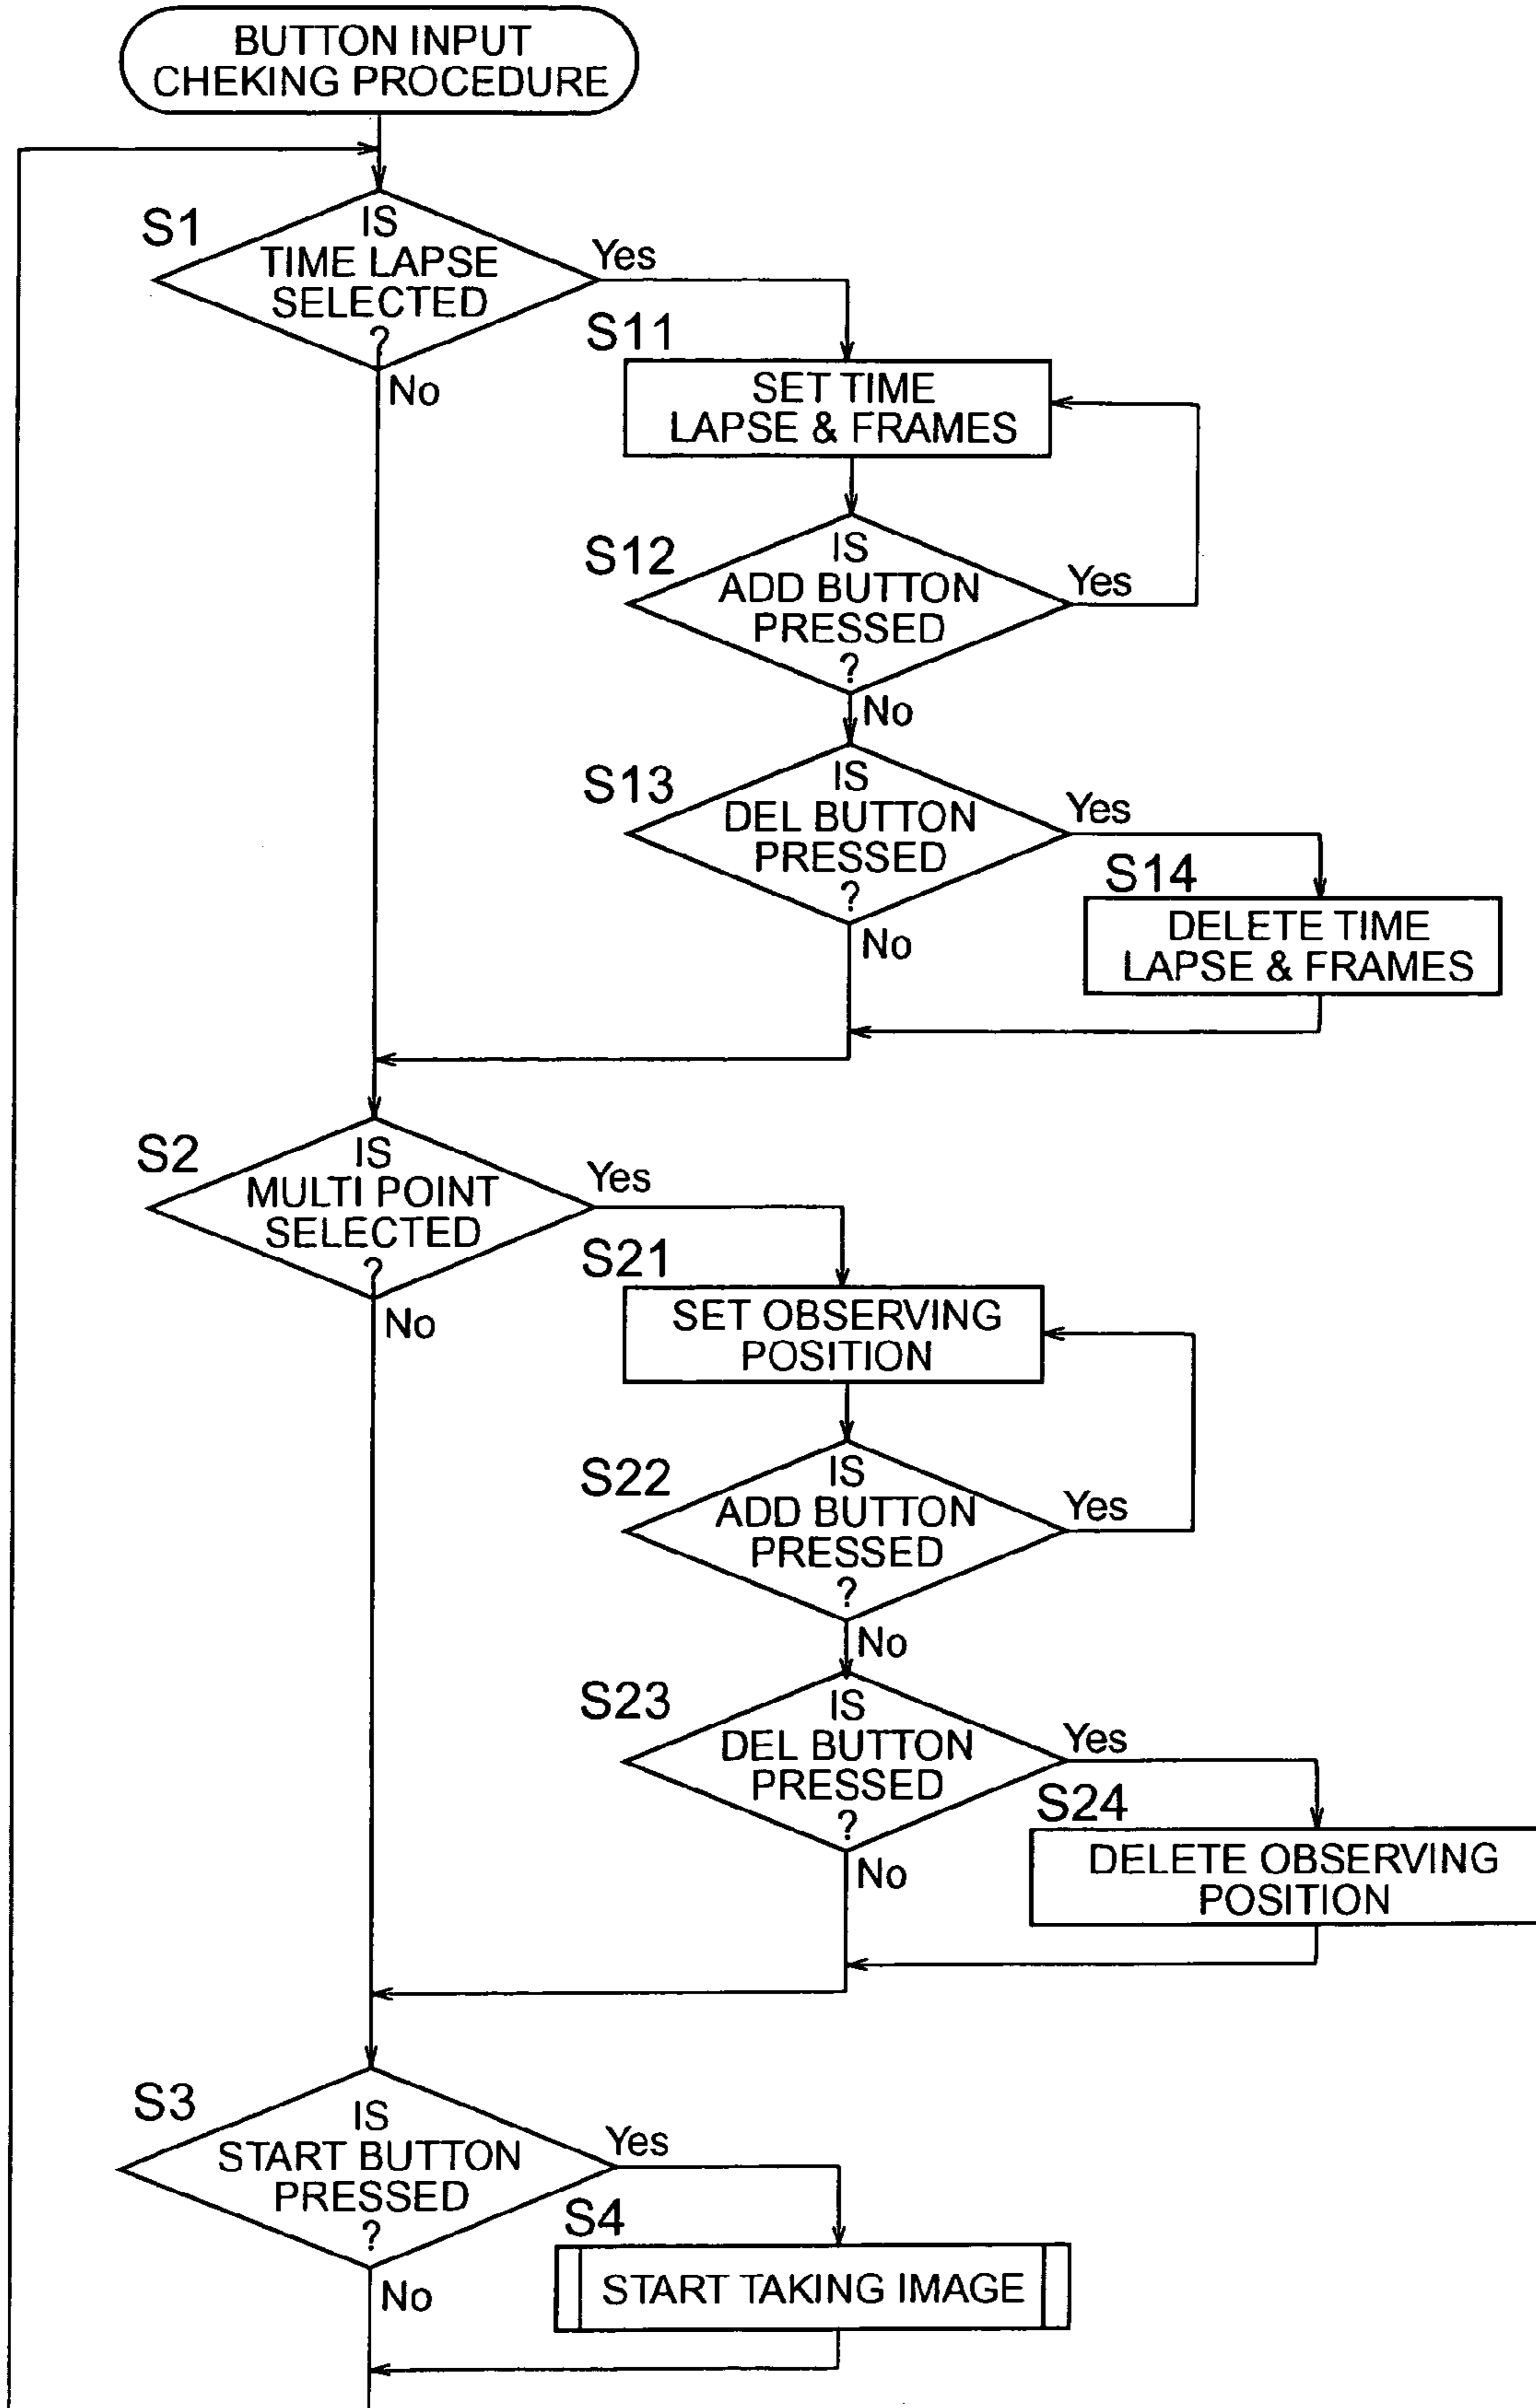 BUTTON INPUT
CHEKING PROCEDURE
S1
IS
TIME LAPSE
SELECTED
?
Yes
No
S11
SET TIME
LAPSE & FRAMES
S12
IS
ADD BUTTON
PRESSED
?
Yes
No
S13
IS
DEL BUTTON
PRESSED
?
Yes
No
S14
DELETE TIME
LAPSE & FRAMES
S2
IS
MULTI POINT
SELECTED
?
Yes
No
S21
SET OBSERVING
POSITION
S22
IS
ADD BUTTON
PRESSED
?
Yes
No
S23
IS
DEL BUTTON
PRESSED
?
Yes
No
S24
DELETE OBSERVING
POSITION
S3
IS
START BUTTON
PRESSED
?
Yes
No
S4
START TAKING IMAGE